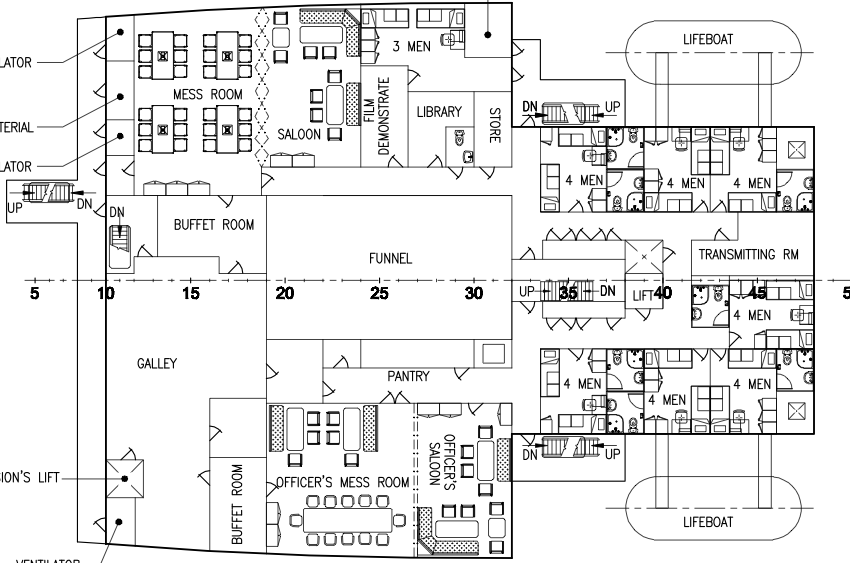 LIFEBOAT
LATOR
3 MEN
MESS ROOM
FILM
DEMONSTRATE
LIBRARY
STORE
DN
UP
TERIAL
SALOON
LATOR
4 MEN
4 MEN
4 MEN
UP
DN
DN
BUFFET ROOM
FUNNEL
TRANSMITTING RM
5
10
15
20
25
30
UP
35
DN
LIFT
40
45
5
4 MEN
GALLEY
PANTRY
4 MEN
4 MEN
4 MEN
OFFICER'S
SALOON
DN
UP
SION'S LIFT
OFFICER'S MESS ROOM
BUFFET ROOM
LIFEBOAT
VENTILATOR